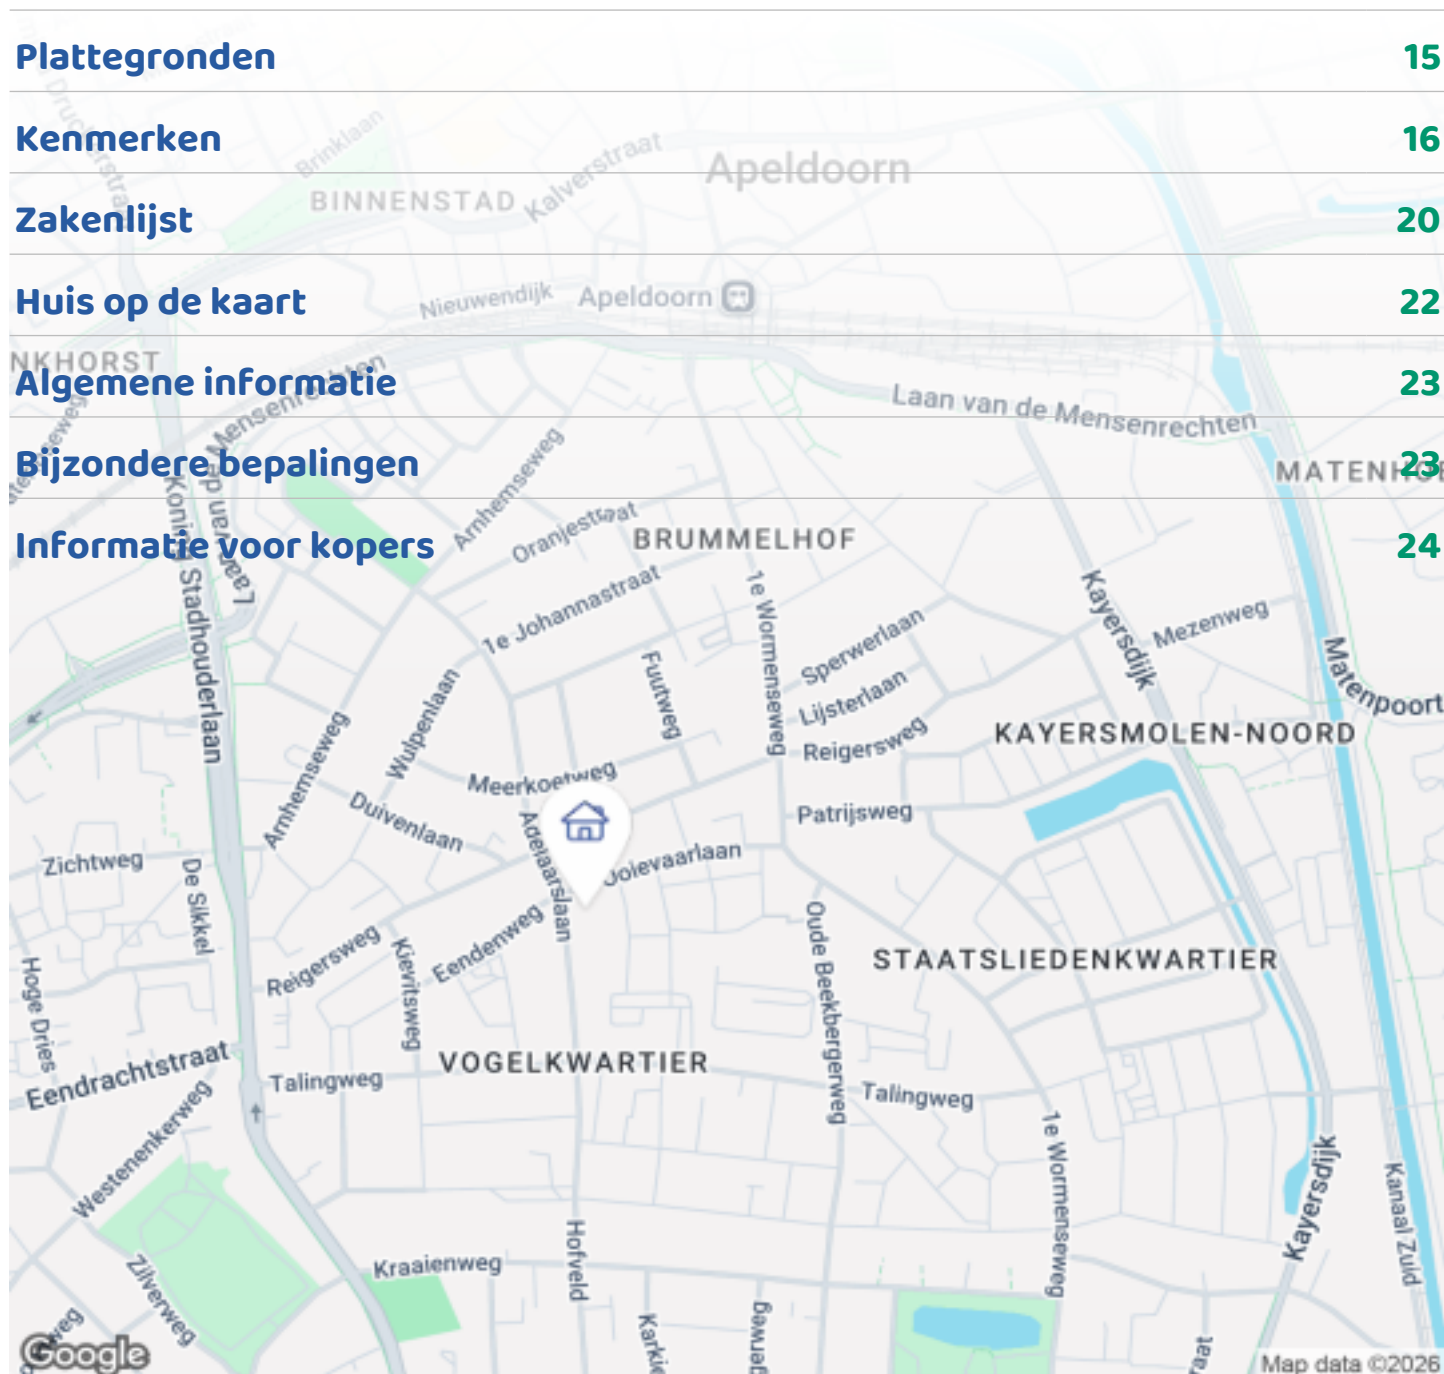 Plattegronden 15
Kenmerken 16
Zakenlijst 20
Huis op de kaart 22
Algemene informatie 23
Bijzondere bepalingen 23
Informatie voor kopers 24
Brinklaan
BINNENSTAD
Kalverstraat
Apeldoorn
Nieuwendijk
Apeldoorn
Laan van de Mensenrechten
Laan van de Mensenrechten
Arnhemseweg
Oranjestraat
BRUMMELHOF
1e Johannastraat
1e Wormenseweg
Koning Stadhouderlaan
Kayersdijk
Mezenweg
Matenpoort
Sperwerlaan
Lijsterlaan
Reigersweg
KAYERSMOLEN-NOORD
Fuutweg
Wulpenlaan
Arnhemseweg
Meerkoetweg
Duivenlaan
Patrijsweg
Adelaarslaan
Ooievaarlaan
Zichtweg
De Sikkel
Eendenweg
Reigersweg
Kievitsweg
Oude Beekbergerweg
STAATSLIEDENKWARTIER
Hoge Dries
VOGELKWARTIER
Eendrachtstraat
Talingweg
Talingweg
Westenenkerweg
1e Wormenseweg
Kayersdijk
Kanaal Zuid
Hofveld
Kraaienweg
Zilverweg
Google
Map data ©2026